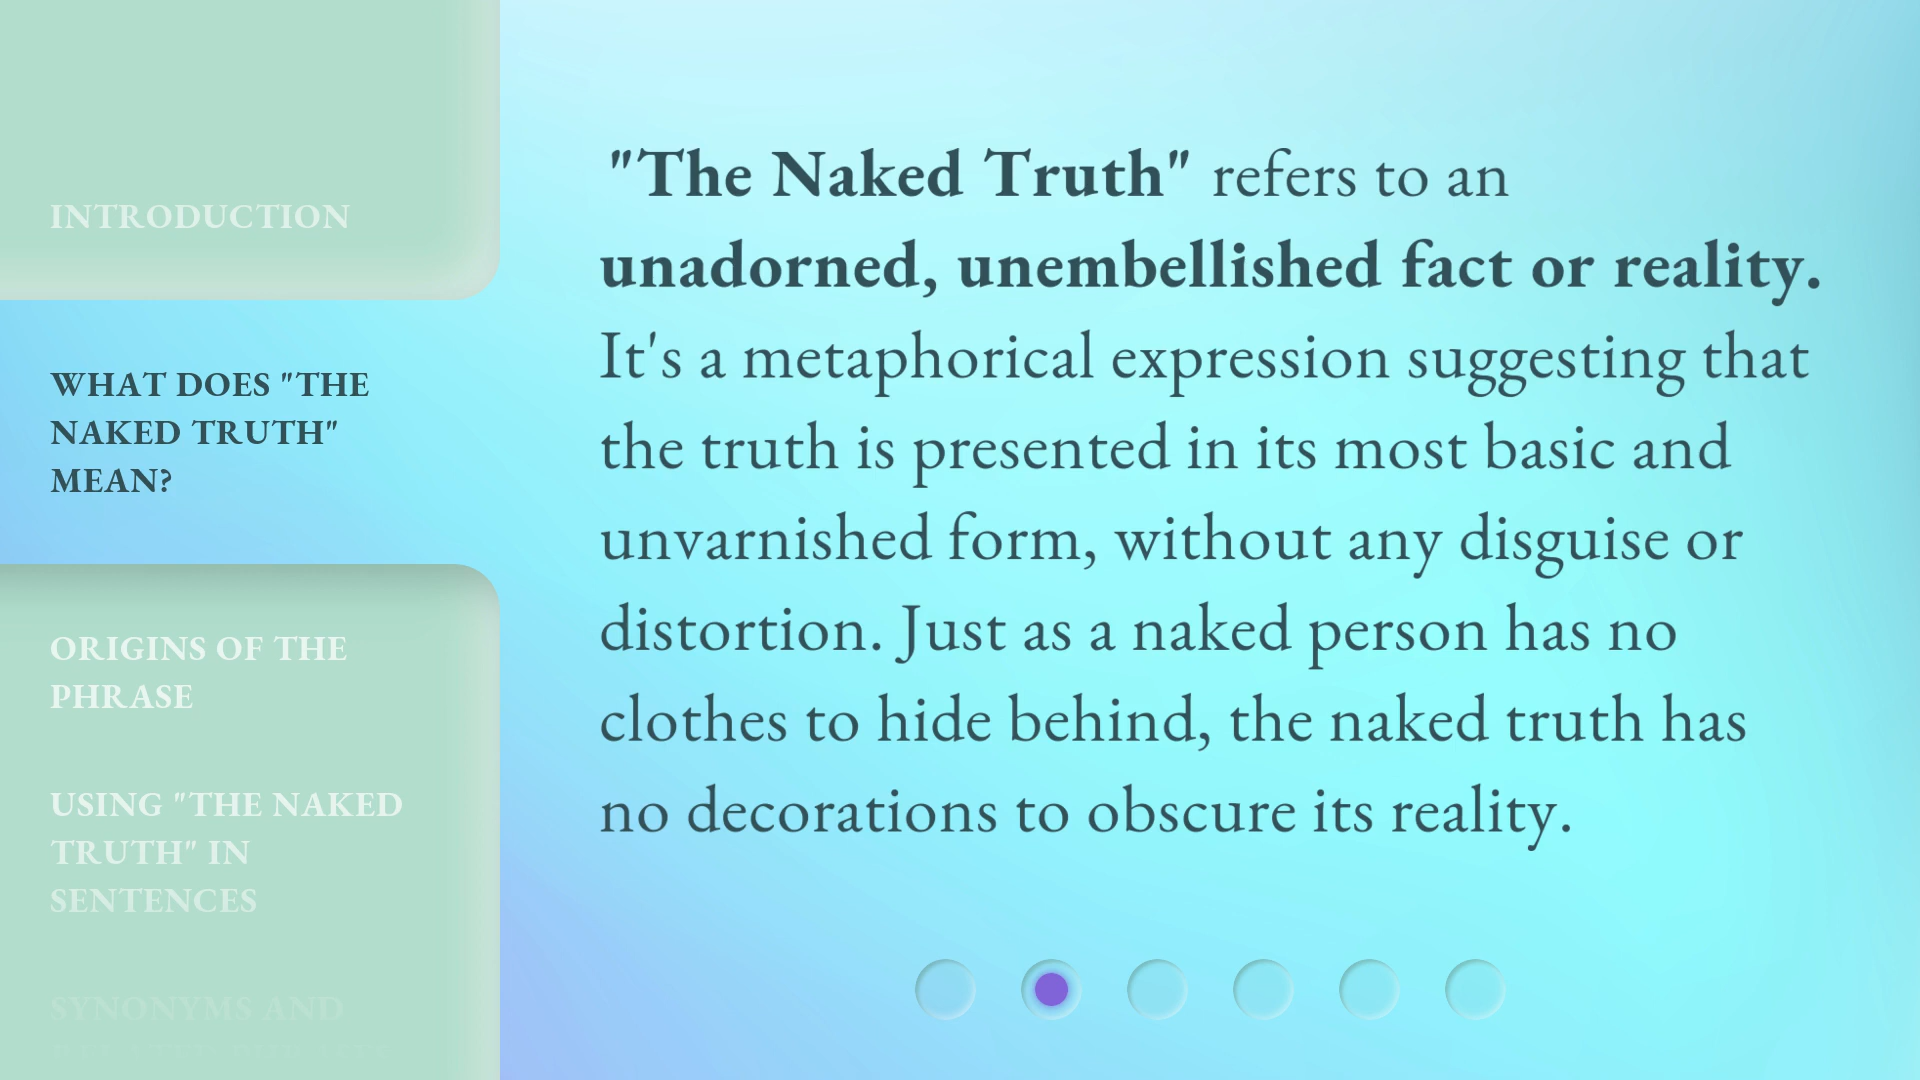 INTRODUCTION
WHAT DOES "THE
NAKED TRUTH"
MEAN?
ORIGINS OF THE
PHRASE
USING "THE NAKED
TRUTH" IN
SENTENCES
SYNONYMS AND
"The Naked Truth" refers to an
unadorned, unembellished fact or reality.
It's a metaphorical expression suggesting that
the truth is presented in its most basic and
unvarnished form, without any disguise or
distortion. Just as a naked person has no
clothes to hide behind, the naked truth has
no decorations to obscure its reality.